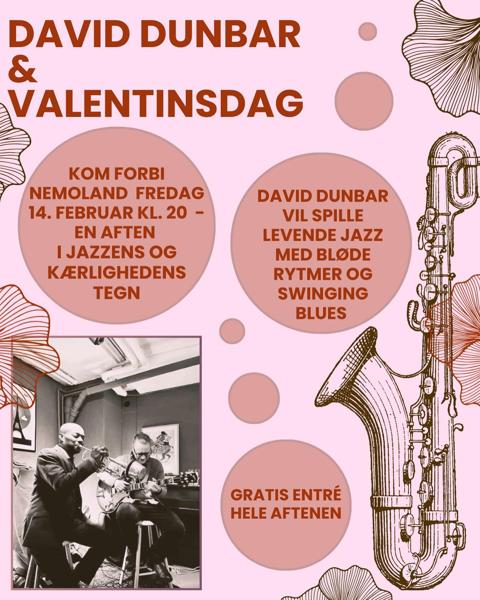 DAVID DUNBAR
&
VALENTINSDAG
KOM FORBI
NEMOLAND FREDAG
14. FEBRUAR KL. 20 -
EN AFTEN
I JAZZENS OG
KÆRLIGHEDENS
TEGN
DAVID DUNBAR
VIL SPILLE
LEVENDE JAZZ
MED BLØDE
RYTMER OG
SWINGING
BLUES
GRATIS ENTRÉ
HELE AFTENEN